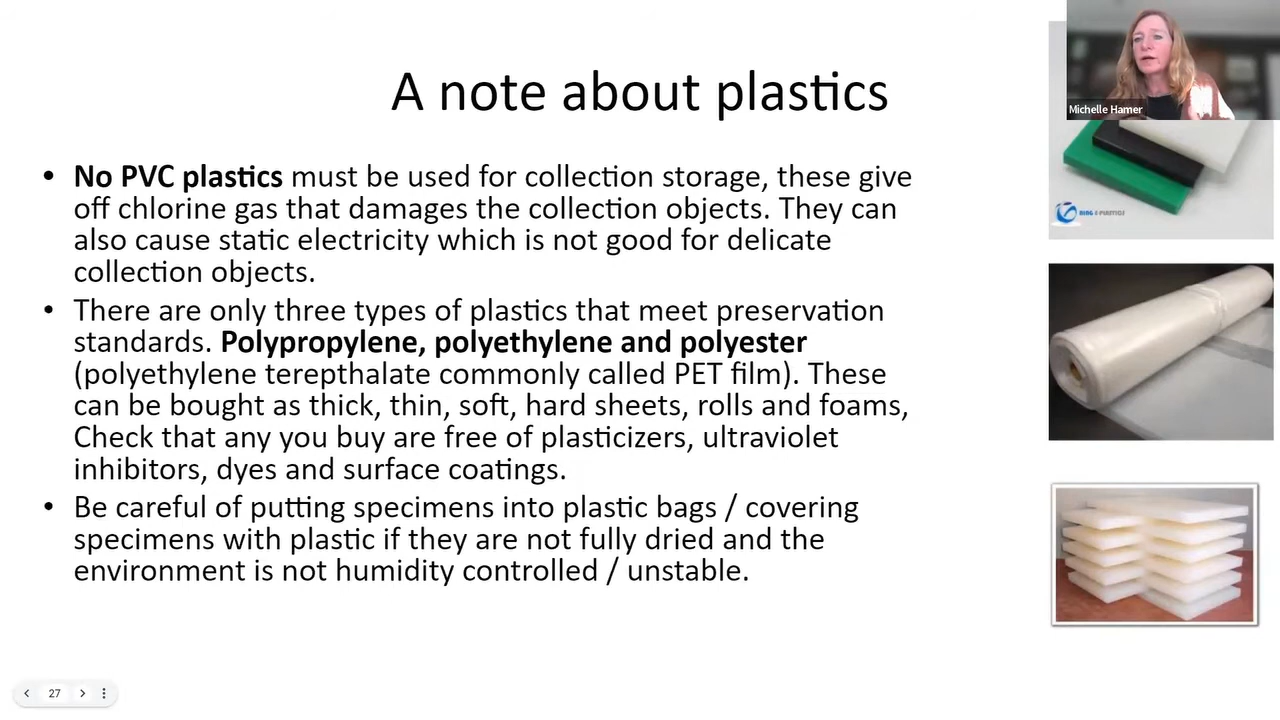 A note about plastics
Michelle Hamer
• No PVC plastics must be used for collection storage, these give
off chlorine gas that damages the collection objects. They can
also cause static electricity which is not good for delicate
collection objects.
• There are only three types of plastics that meet preservation
standards. Polypropylene, polyethylene and polyester
(polyethylene terepthalate commonly called PET film). These
can be bought as thick, thin, soft, hard sheets, rolls and foams,
Check that any you buy are free of plasticizers, ultraviolet
inhibitors, dyes and surface coatings.
• Be careful of putting specimens into plastic bags / covering
specimens with plastic if they are not fully dried and the
environment is not humidity controlled / unstable.
27